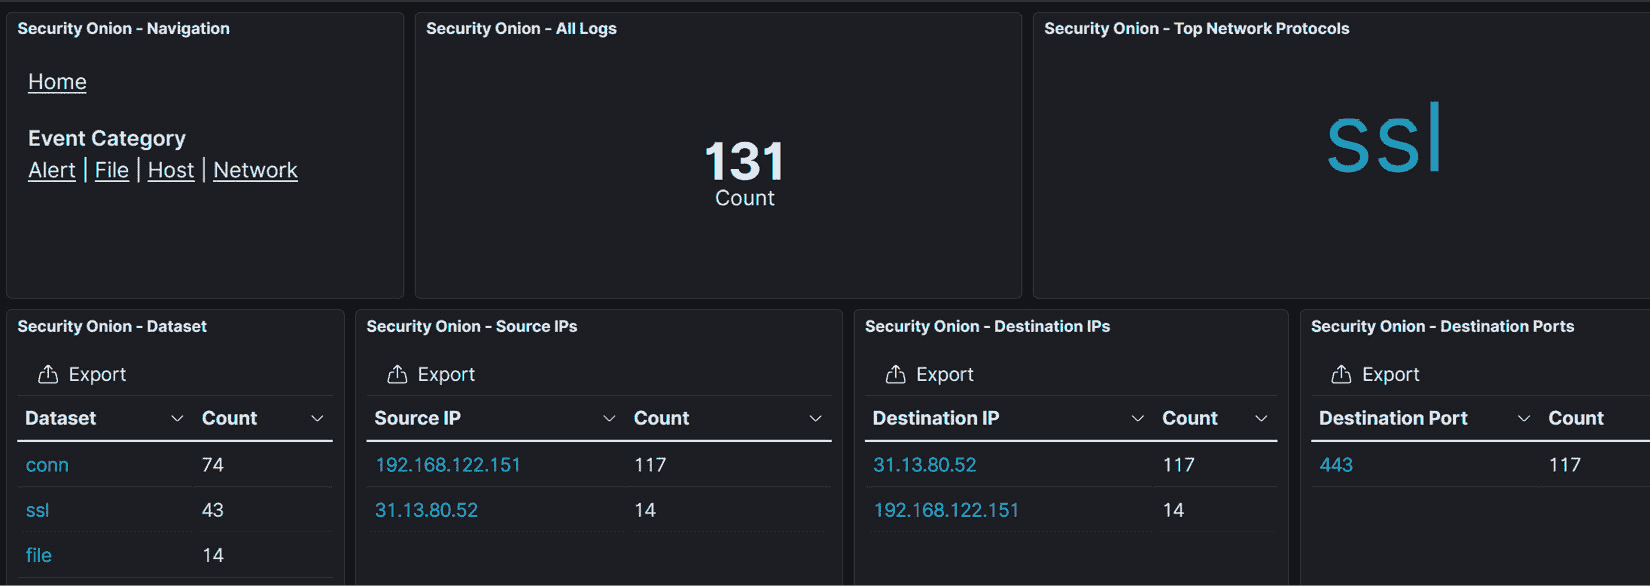 Security Onion - Navigation
Home
Event Category
Alert | File | Host | Network
Security Onion - All Logs
131
Count
Security Onion - Top Network Protocols
ssl
Security Onion - Dataset
Export
Dataset Count
conn 74
ssl 43
file 14
Security Onion - Source IPs
Export
Source IP Count
192.168.122.151 117
31.13.80.52 14
Security Onion - Destination IPs
Export
Destination IP Count
31.13.80.52 117
192.168.122.151 14
Security Onion - Destination Ports
Export
Destination Port Count
443 117